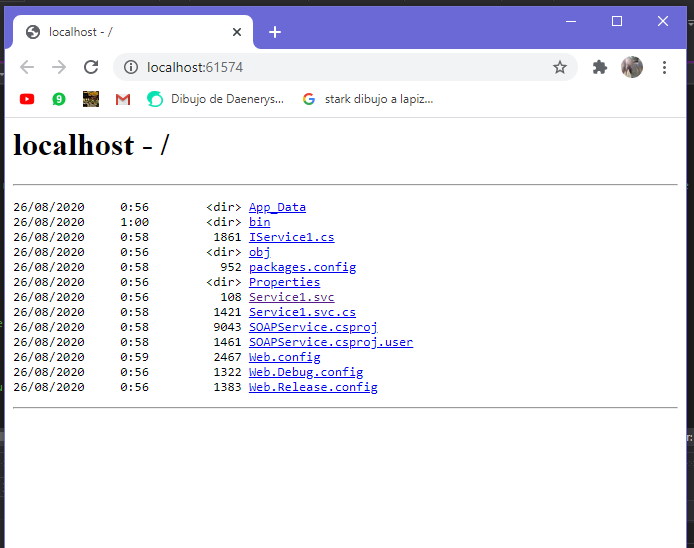 localhost - /
localhost:61574
9
Dibujo de Daenerys...
stark dibujo a lapiz...
localhost - /
26/08/2020 0:56 <dir> App_Data
26/08/2020 1:00 <dir> bin
26/08/2020 0:58 1861 IService1.cs
26/08/2020 0:56 <dir> obj
26/08/2020 0:58 952 packages.config
26/08/2020 0:56 <dir> Properties
26/08/2020 0:56 108 Service1.svc
26/08/2020 0:58 1421 Service1.svc.cs
26/08/2020 0:58 9043 SOAPService.csproj
26/08/2020 0:58 1461 SOAPService.csproj.user
26/08/2020 0:59 2467 Web.config
26/08/2020 0:56 1322 Web.Debug.config
26/08/2020 0:56 1383 Web.Release.config